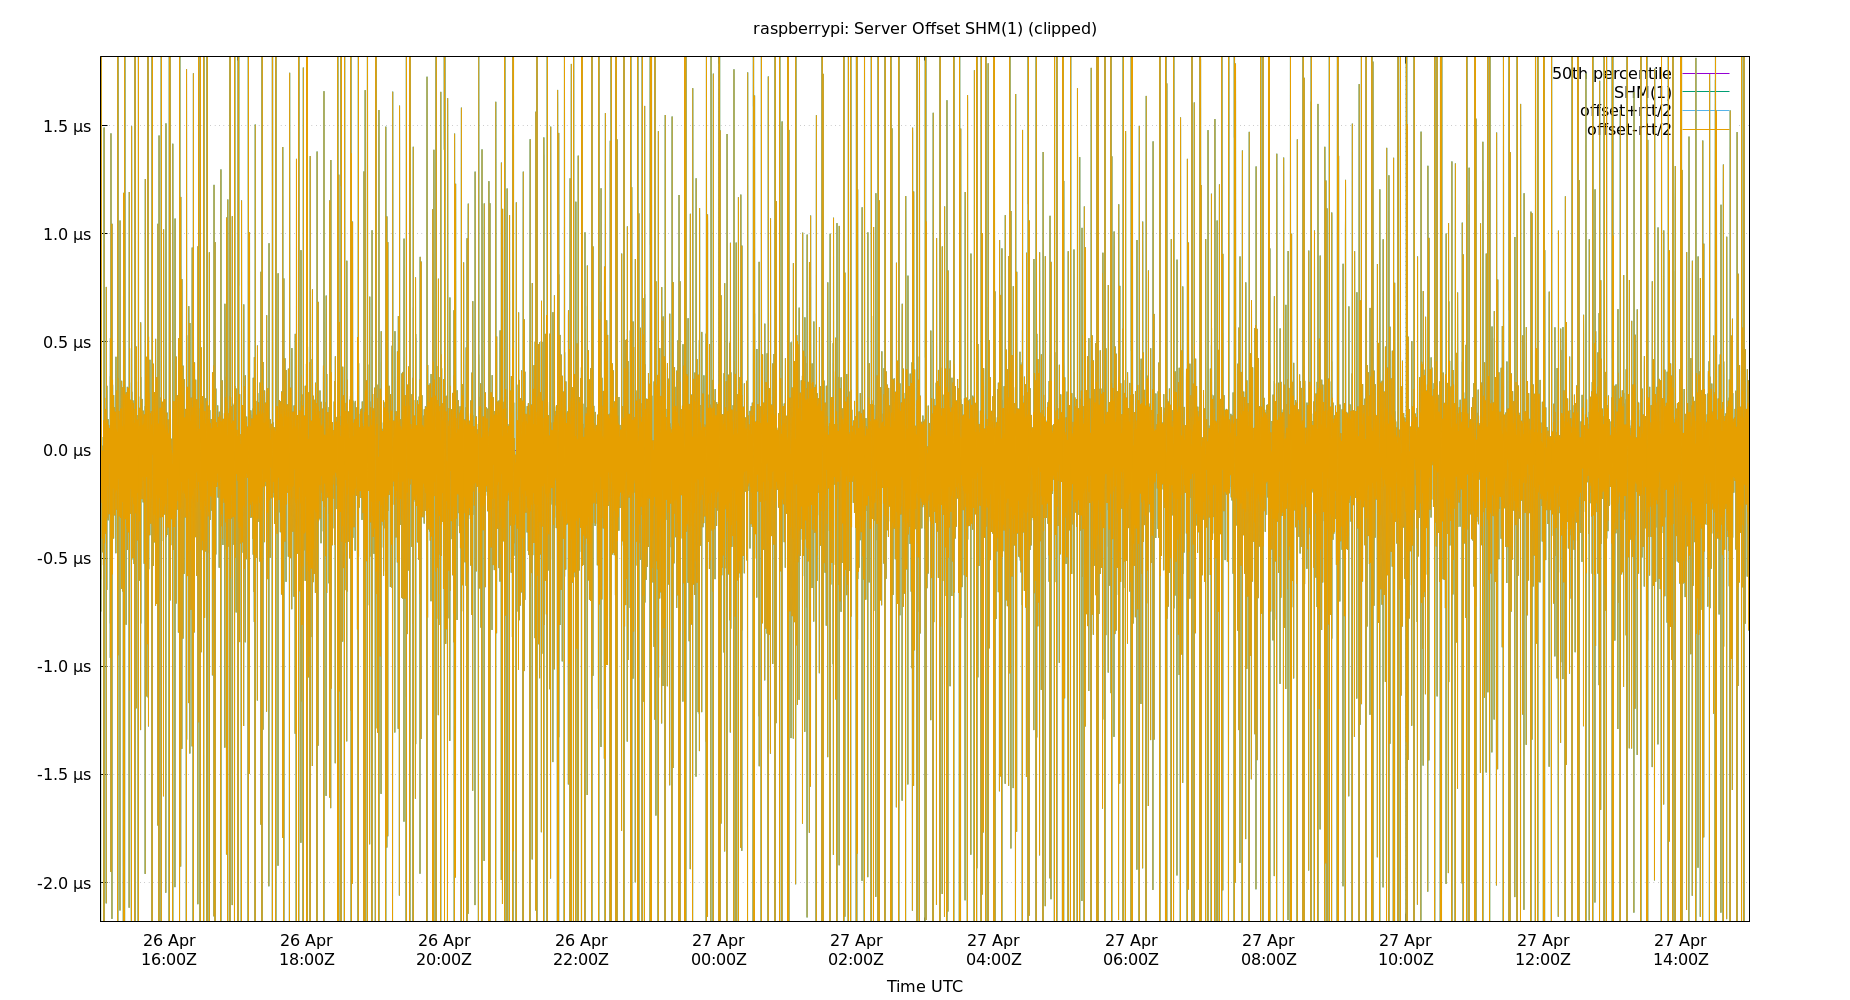 raspberrypi: Server Offset SHM(1) (clipped)
50th percentile
SHM(1)
offset+rtt/2
offset-rtt/2
1.5 µs
1.0 µs
0.5 µs
0.0 µs
-0.5 µs
-1.0 µs
-1.5 µs
-2.0 µs
26 Apr 26 Apr 26 Apr 26 Apr 27 Apr 27 Apr 27 Apr 27 Apr 27 Apr 27 Apr 27 Apr 27 Apr
16:00Z 18:00Z 20:00Z 22:00Z 00:00Z 02:00Z 04:00Z 06:00Z 08:00Z 10:00Z 12:00Z 14:00Z
Time UTC